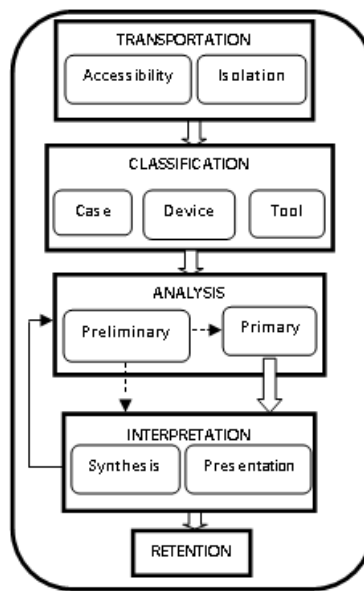 TRANSPORTATION
Accessibility Isolation
CLASSIFICATION
Case Device Tool
ANALYSIS
Preliminary Primary
INTERPRETATION
Synthesis Presentation
RETENTION